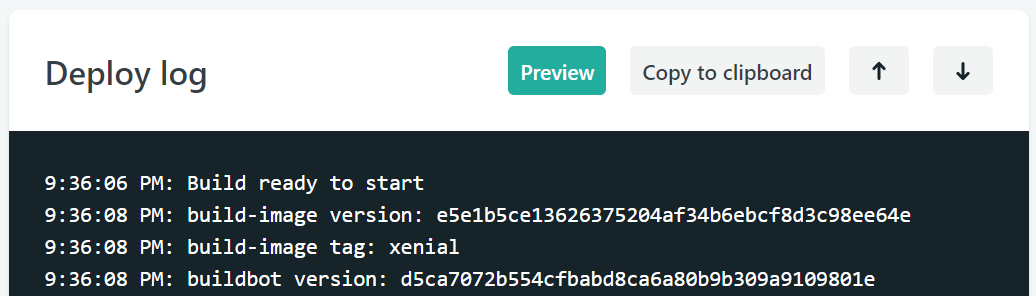 Deploy log
Preview
Copy to clipboard
9:36:06 PM: Build ready to start
9:36:08 PM: build-image version: e5e1b5ce13626375204af34b6ebcf8d3c98ee64e
9:36:08 PM: build-image tag: xenial
9:36:08 PM: buildbot version: d5ca7072b554cfbabd8ca6a80b9b309a9109801e